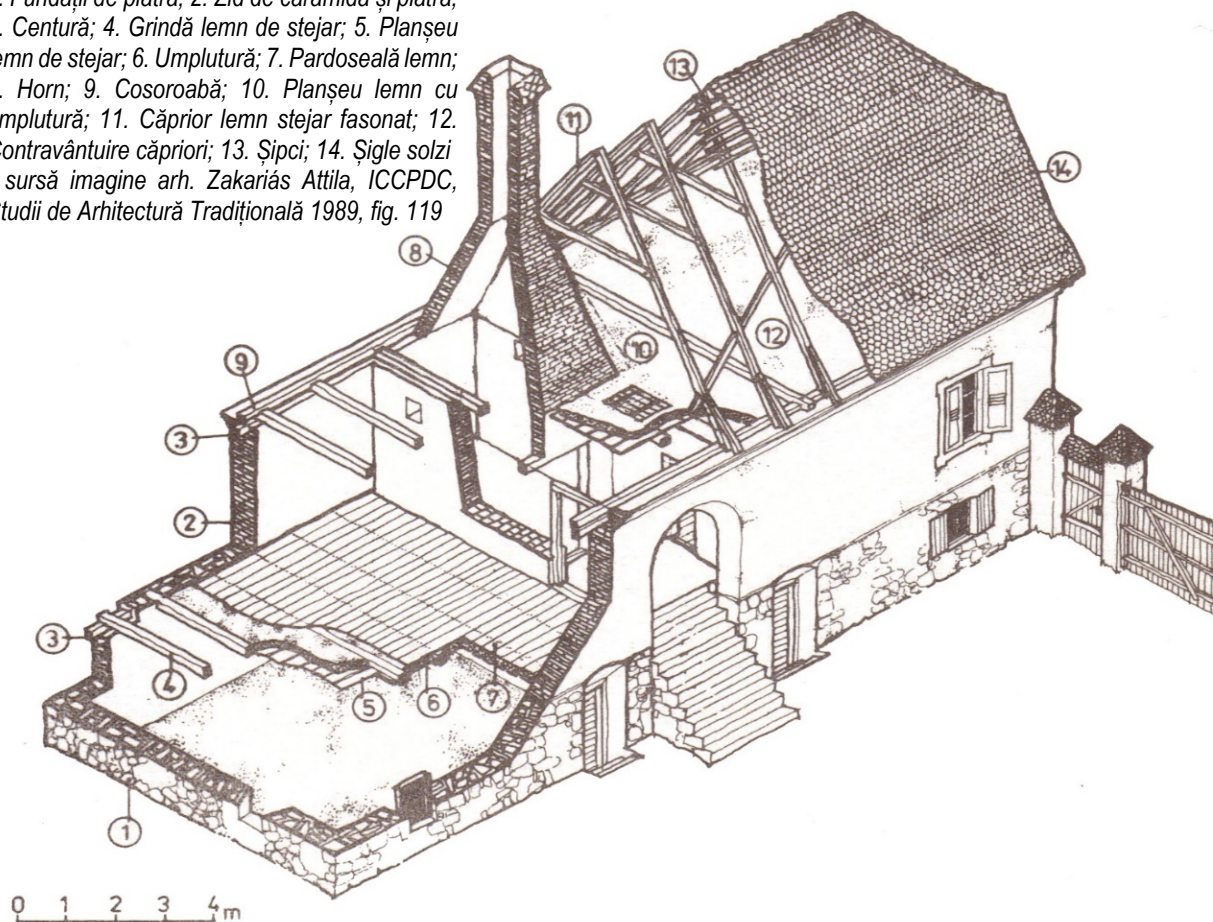 . Fundații de piatră; 2. Zid de cărămidă și piatră;
. Centură; 4. Grindă lemn de stejar; 5. Planșeu
emn de stejar; 6. Umplutură; 7. Pardoseală lemn;
. Horn; 9. Cosoroabă; 10. Planșeu lemn cu
mplutură; 11. Căprior lemn stejar fasonat; 12.
Contravântuire căpriori; 13. Șipci; 14. Șigle solzi
sursă imagine arh. Zakariás Attila, ICCPDC,
Studii de Arhitectură Tradițională 1989, fig. 119
13
11
14
8
10
12
9
3
2
3
4
5
6
7
1
0 1 2 3 4 m